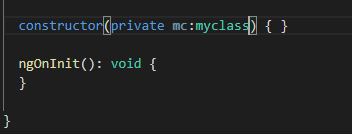 constructor(private mc:myclass) { }
ngOnInit(): void {
}
}